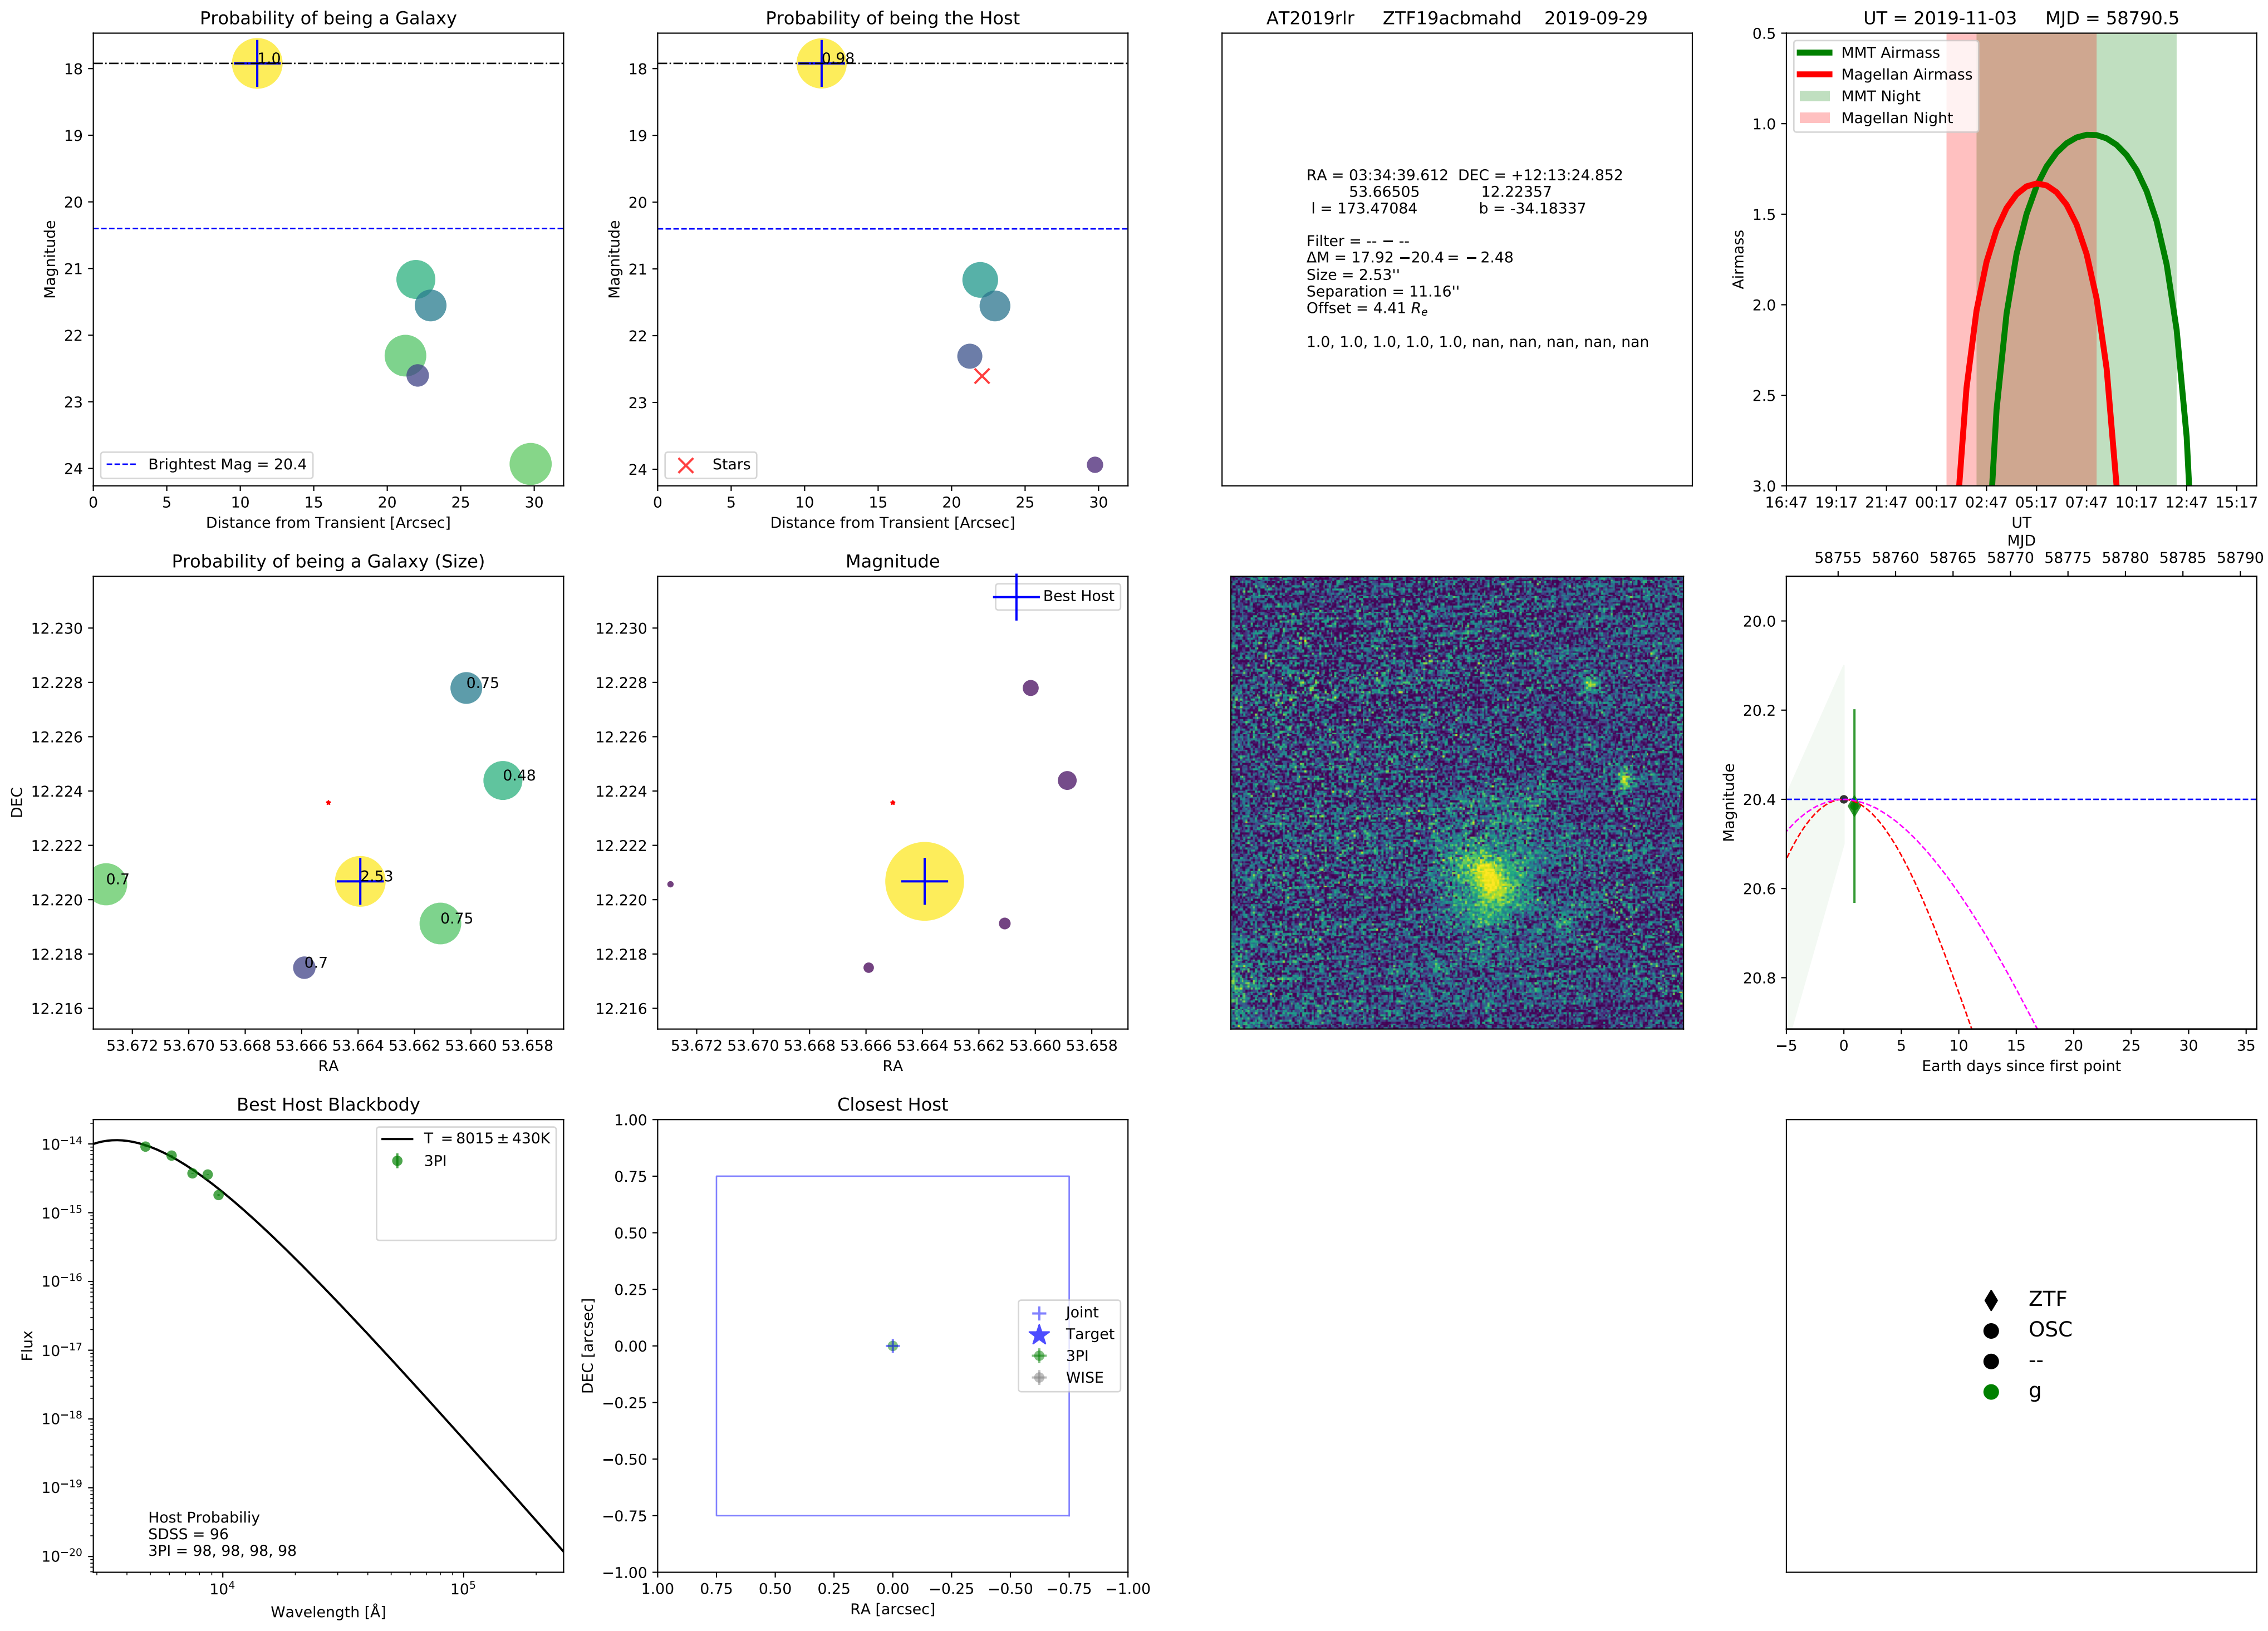 Probability of being a Galaxy
1.0
18
19
20
21
22
23
24
Magnitude
Brightest Mag = 20.4
0 5 10 15 20 25 30
Distance from Transient [Arcsec]
Probability of being the Host
0.98
18
19
20
21
22
23
24
Magnitude
Stars
0 5 10 15 20 25 30
Distance from Transient [Arcsec]
AT2019rlr ZTF19acbmahd 2019-09-29
RA = 03:34:39.612 DEC = +12:13:24.852
53.66505 12.22357
l = 173.47084 b = -34.18337
Filter = -- − --
ΔM = 17.92 −20.4 = −2.48
Size = 2.53''
Separation = 11.16''
Offset = 4.41 Re
1.0, 1.0, 1.0, 1.0, 1.0, nan, nan, nan, nan, nan
UT = 2019-11-03 MJD = 58790.5
MMT Airmass
Magellan Airmass
MMT Night
Magellan Night
0.5
1.0
1.5
2.0
2.5
3.0
Airmass
16:47 19:17 21:47 00:17 02:47 05:17 07:47 10:17 12:47 15:17
UT
Probability of being a Galaxy (Size)
0.75
0.48
2.53
0.7
0.75
0.7
12.230
12.228
12.226
12.224
12.222
12.220
12.218
12.216
DEC
53.672 53.670 53.668 53.666 53.664 53.662 53.660 53.658
RA
Magnitude
Best Host
12.230
12.228
12.226
12.224
12.222
12.220
12.218
12.216
53.672 53.670 53.668 53.666 53.664 53.662 53.660 53.658
RA
MJD
58755 58760 58765 58770 58775 58780 58785 58790
20.0
20.2
20.4
20.6
20.8
Magnitude
−5 0 5 10 15 20 25 30 35
Earth days since first point
Best Host Blackbody
T = 8015 ± 430K
3PI
10−14
10−15
10−16
10−17
10−18
10−19
10−20
Flux
Host Probabiliy
SDSS = 96
3PI = 98, 98, 98, 98
104 105
Wavelength [Å]
Closest Host
1.00
0.75
0.50
0.25
0.00
−0.25
−0.50
−0.75
−1.00
DEC [arcsec]
Joint
Target
3PI
WISE
1.00 0.75 0.50 0.25 0.00 −0.25 −0.50 −0.75 −1.00
RA [arcsec]
ZTF
OSC
--
g